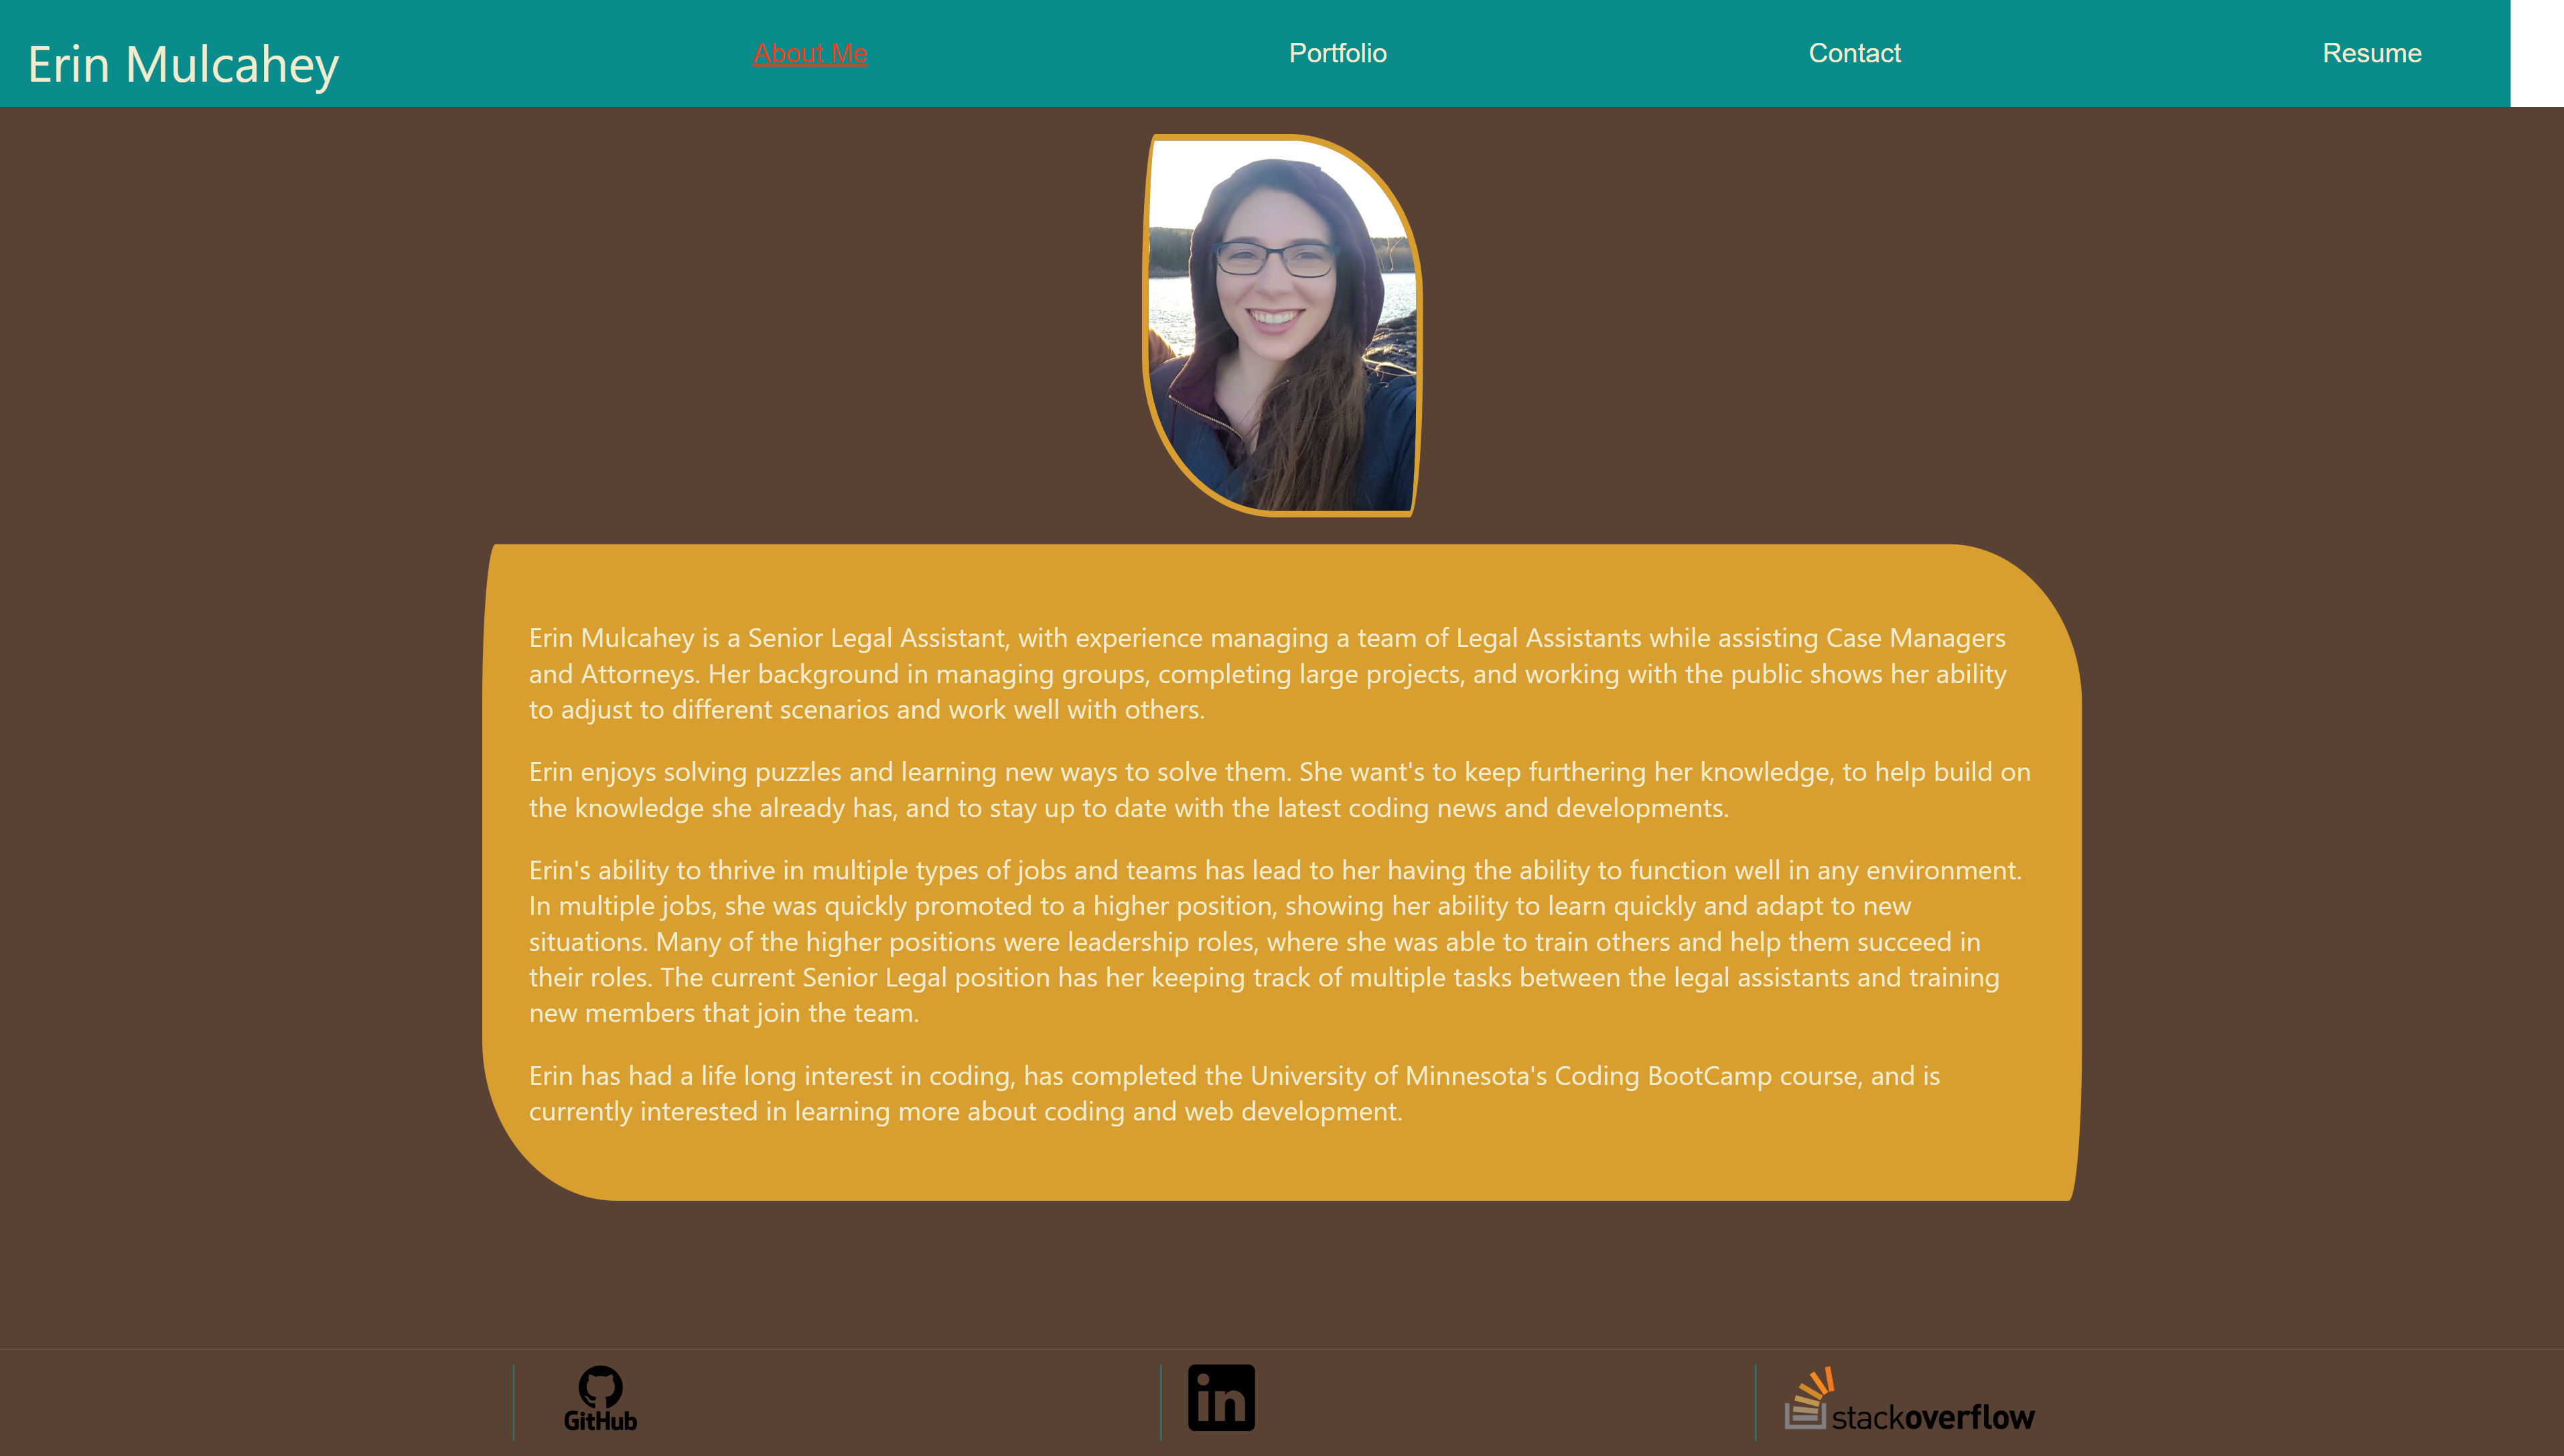 Erin Mulcahey
About Me
Portfolio
Contact
Resume
Erin Mulcahey is a Senior Legal Assistant, with experience managing a team of Legal Assistants while assisting Case Managers
and Attorneys. Her background in managing groups, completing large projects, and working with the public shows her ability
to adjust to different scenarios and work well with others.
Erin enjoys solving puzzles and learning new ways to solve them. She want's to keep furthering her knowledge, to help build on
the knowledge she already has, and to stay up to date with the latest coding news and developments.
Erin's ability to thrive in multiple types of jobs and teams has lead to her having the ability to function well in any environment.
In multiple jobs, she was quickly promoted to a higher position, showing her ability to learn quickly and adapt to new
situations. Many of the higher positions were leadership roles, where she was able to train others and help them succeed in
their roles. The current Senior Legal position has her keeping track of multiple tasks between the legal assistants and training
new members that join the team.
Erin has had a life long interest in coding, has completed the University of Minnesota's Coding BootCamp course, and is
currently interested in learning more about coding and web development.
GitHub
in
stackoverflow